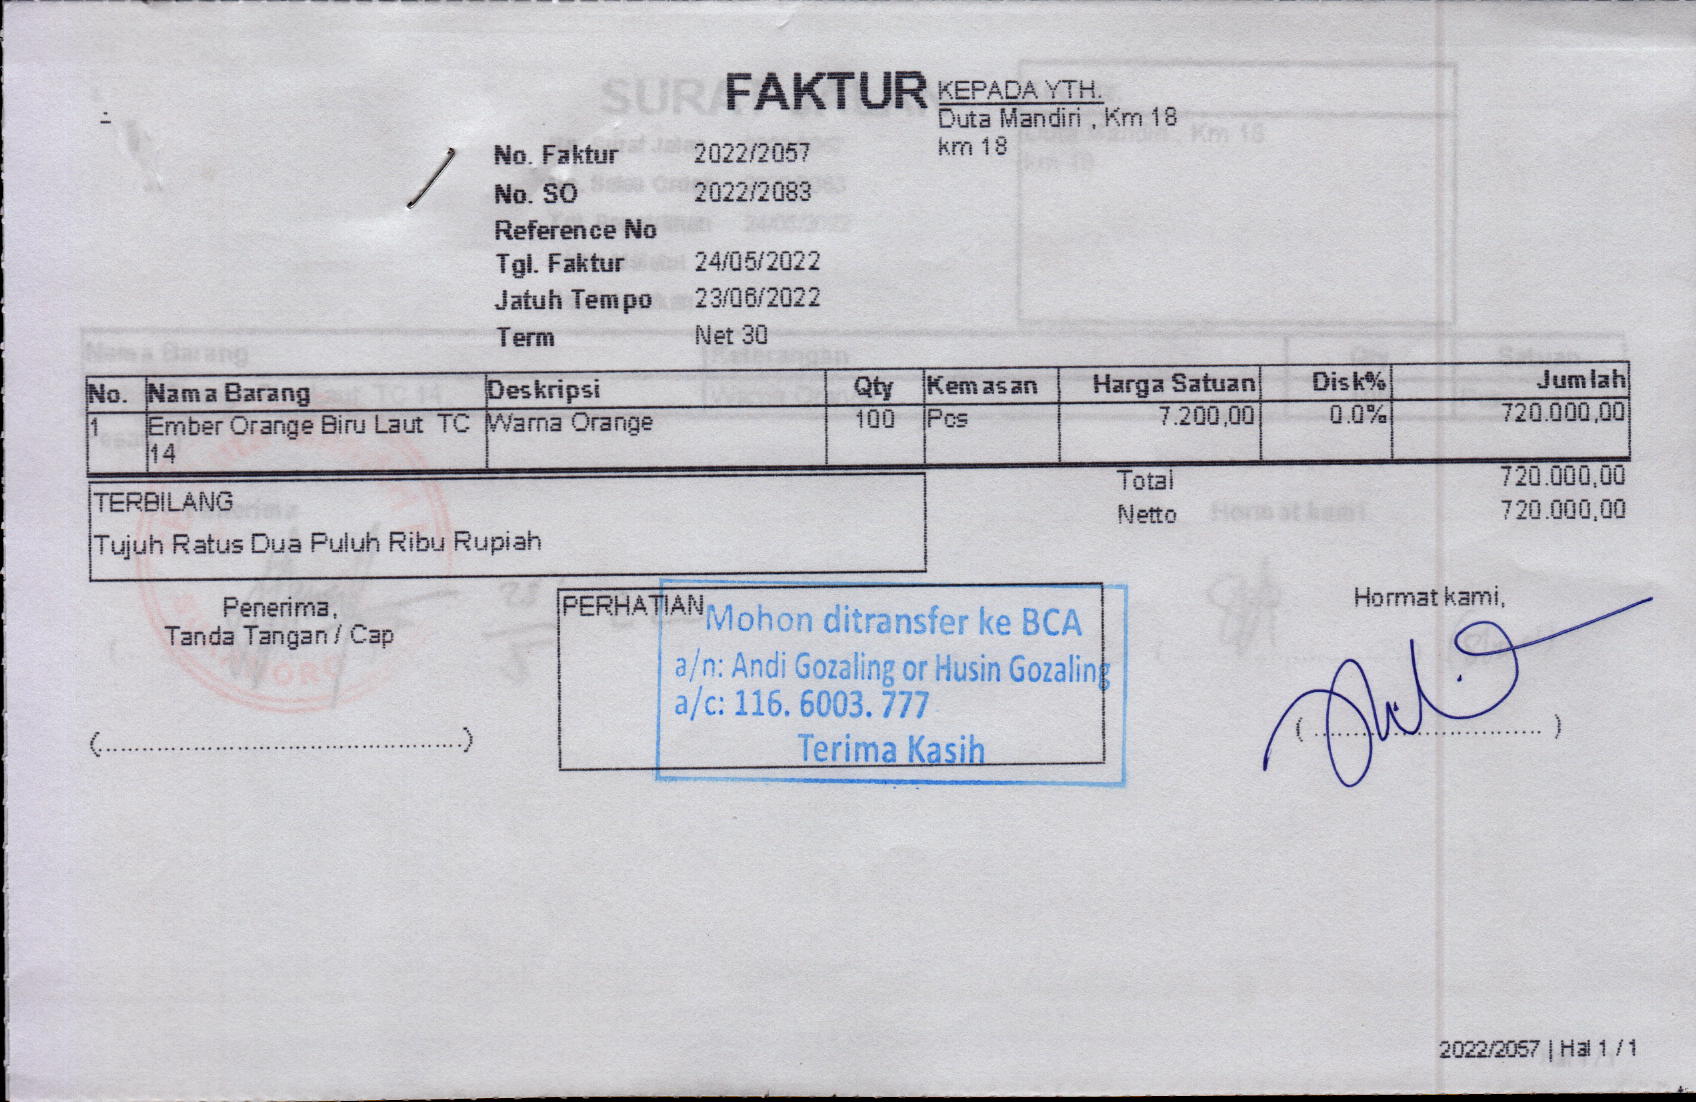 FAKTUR
KEPADA YTH.
Duta Mandiri , Km 18
km 18
No. Faktur 2022/2057
No. SO 2022/2083
Reference No
Tgl. Faktur 24/05/2022
Jatuh Tempo 23/06/2022
Term Net 30
No. Nama Barang Deskripsi Qty Kemasan Harga Satuan Disk% Jumlah
1 Ember Orange Biru Laut TC Warna Orange 100 Pcs 7.200,00 0.0% 720.000,00
14
Total 720.000,00
Netto 720.000,00
TERBILANG
Tujuh Ratus Dua Puluh Ribu Rupiah
Penerima,
Tanda Tangan / Cap
(............................................)
PERHATIAN
Mohon ditransfer ke BCA
a/n: Andi Gozaling or Husin Gozaling
a/c: 116. 6003. 777
Terima Kasih
Hormat kami,
(............................)
2022/2057 | Hal 1 / 1